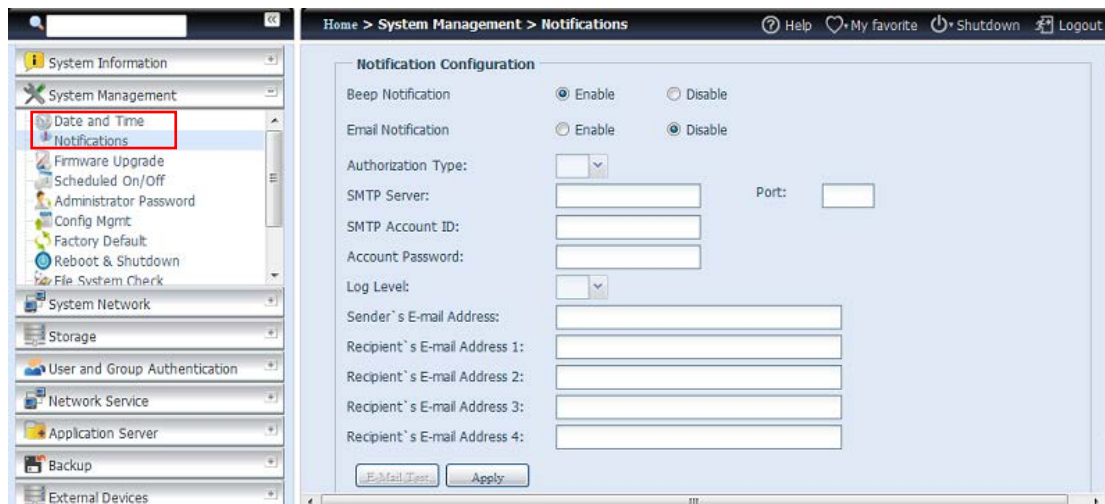 Home > System Management > Notifications
Help
My favorite
Shutdown
Logout
System Information
System Management
Date and Time
Notifications
Firmware Upgrade
Scheduled On/Off
Administrator Password
Config Mgmt
Factory Default
Reboot & Shutdown
File System Check
System Network
Storage
User and Group Authentication
Network Service
Application Server
Backup
External Devices
Notification Configuration
Beep Notification Enable Disable
Email Notification Enable Disable
Authorization Type:
SMTP Server: Port:
SMTP Account ID:
Account Password:
Log Level:
Sender`s E-mail Address:
Recipient`s E-mail Address 1:
Recipient`s E-mail Address 2:
Recipient`s E-mail Address 3:
Recipient`s E-mail Address 4:
E-Mail Test Apply